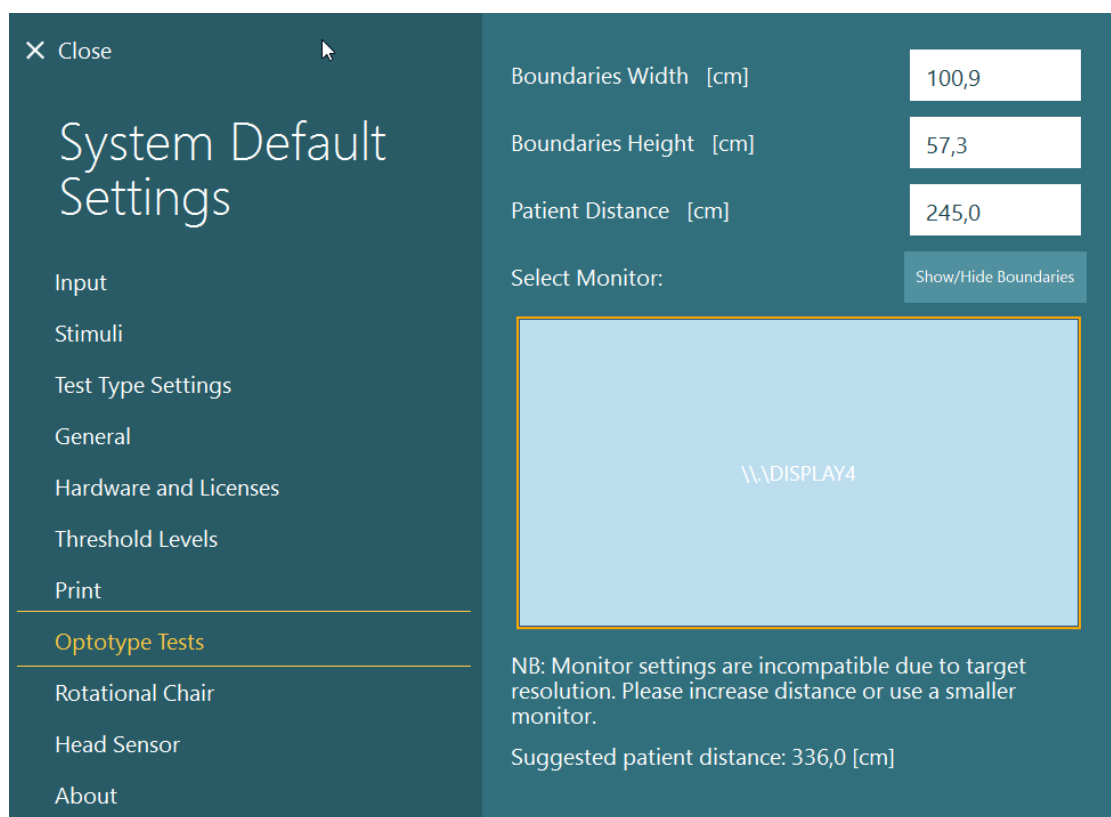 Close
System Default
Settings
Input
Stimuli
Test Type Settings
General
Hardware and Licenses
Threshold Levels
Print
Optotype Tests
Rotational Chair
Head Sensor
About
Boundaries Width [cm] 100,9
Boundaries Height [cm] 57,3
Patient Distance [cm] 245,0
Select Monitor: Show/Hide Boundaries
\\.\DISPLAY4
NB: Monitor settings are incompatible due to target
resolution. Please increase distance or use a smaller
monitor.
Suggested patient distance: 336,0 [cm]